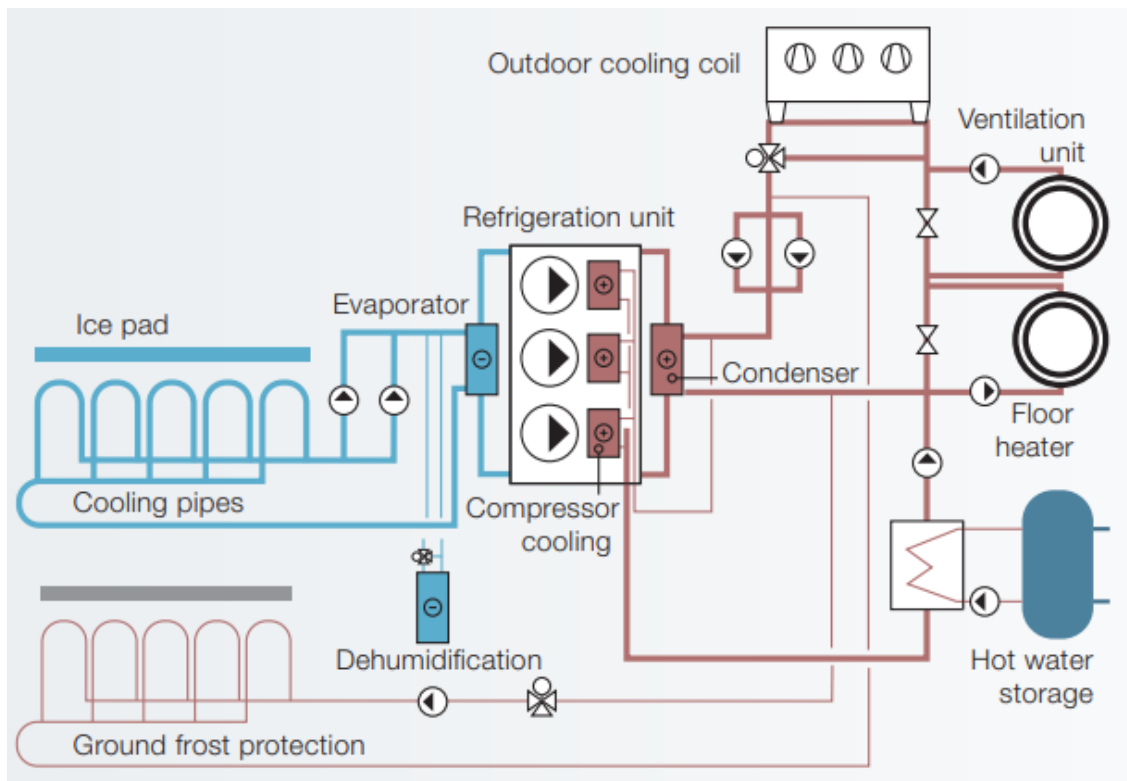 Outdoor cooling coil
Ventilation
unit
Refrigeration unit
Evaporator
Ice pad
Condenser
Floor
heater
Cooling pipes
Compressor
cooling
Dehumidification
Hot water
storage
Ground frost protection